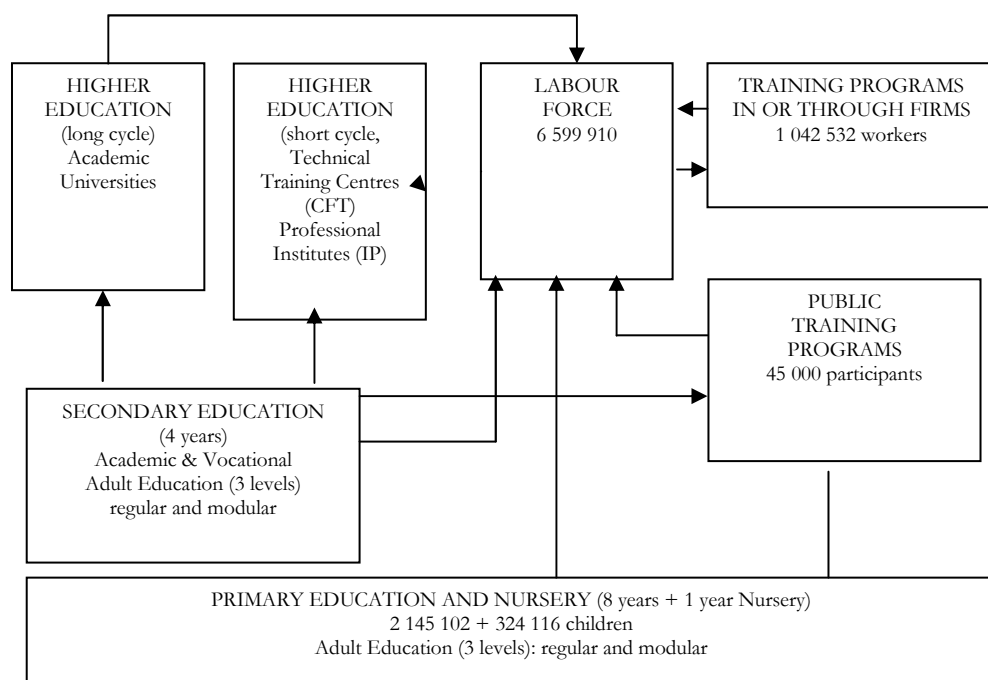 HIGHER
EDUCATION
(long cycle)
Academic
Universities
HIGHER
EDUCATION
(short cycle,
Technical
Training Centres
(CFT)
Professional
Institutes (IP)
LABOUR
FORCE
6 599 910
TRAINING PROGRAMS
IN OR THROUGH FIRMS
1 042 532 workers
PUBLIC
TRAINING
PROGRAMS
45 000 participants
SECONDARY EDUCATION
(4 years)
Academic & Vocational
Adult Education (3 levels)
regular and modular
PRIMARY EDUCATION AND NURSERY (8 years + 1 year Nursery)
2 145 102 + 324 116 children
Adult Education (3 levels): regular and modular